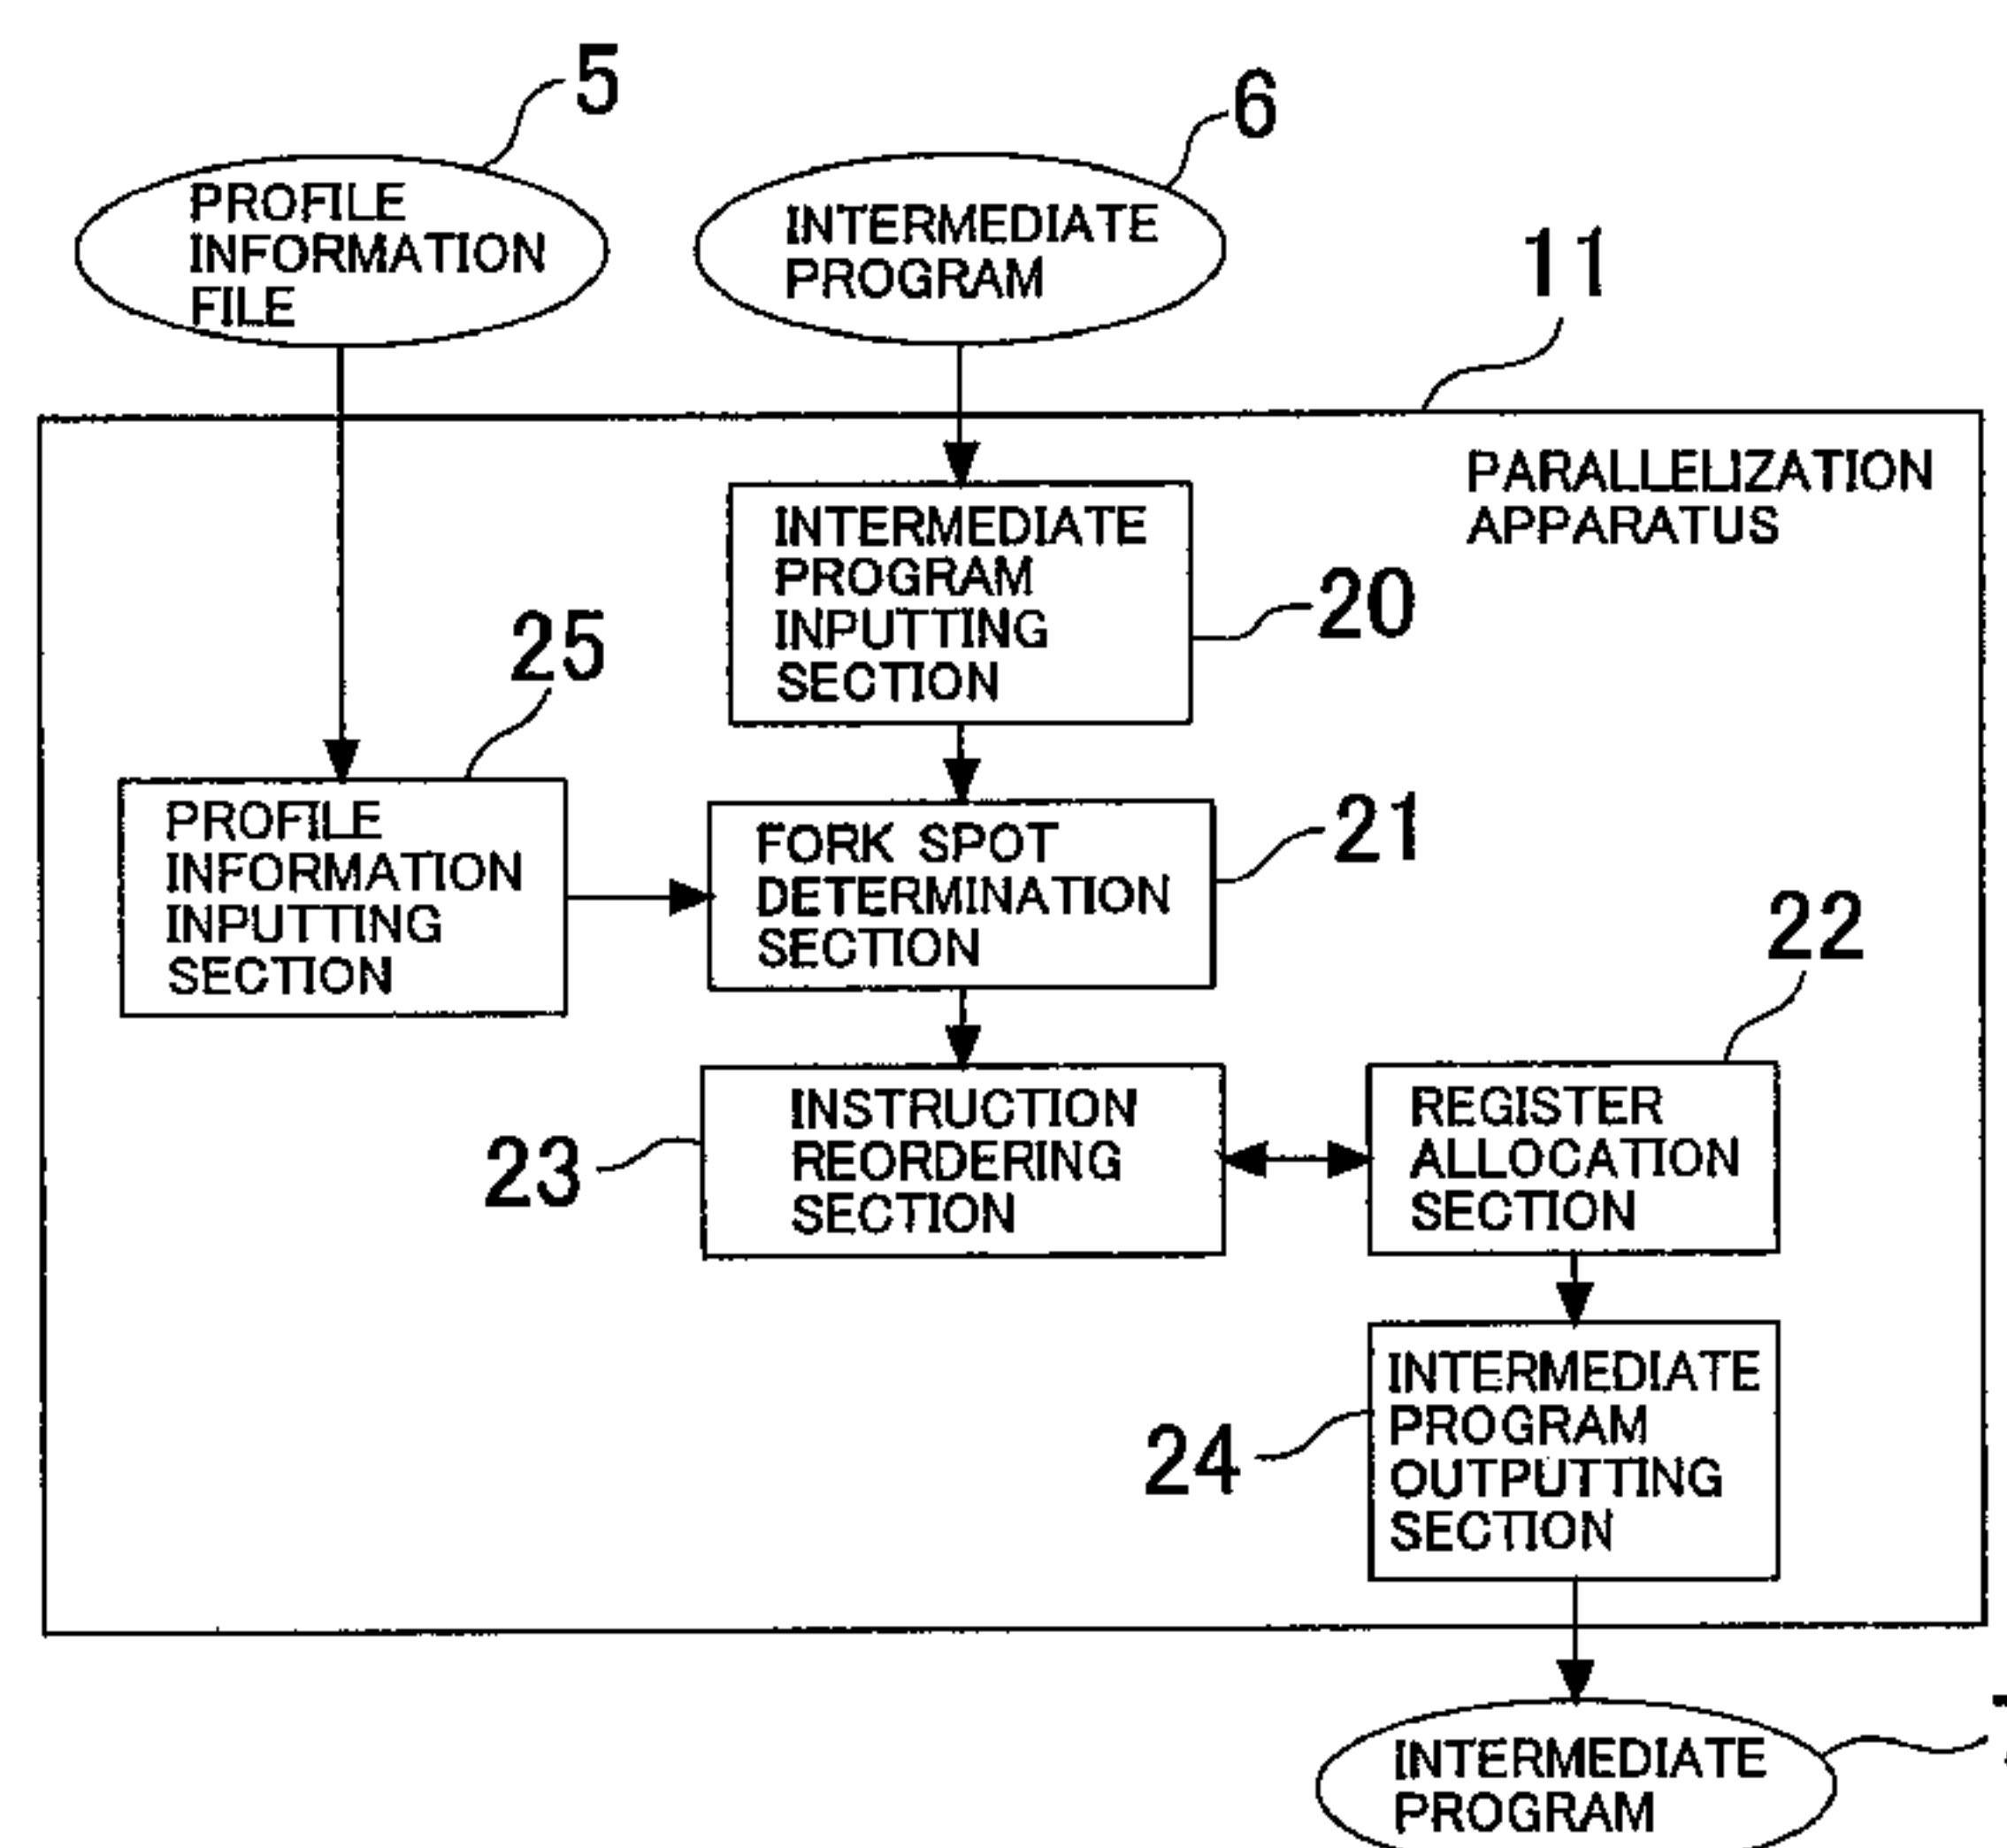 5
6
PROFILE
INFORMATION
FILE
INTERMEDIATE
PROGRAM
11
PARALLELIZATION
APPARATUS
INTERMEDIATE
PROGRAM
INPUTTING
SECTION
20
25
PROFILE
INFORMATION
INPUTTING
SECTION
FORK SPOT
DETERMINATION
SECTION
21
22
INSTRUCTION
REORDERING
SECTION
23
REGISTER
ALLOCATION
SECTION
INTERMEDIATE
PROGRAM
OUTPUTTING
SECTION
24
INTERMEDIATE
PROGRAM